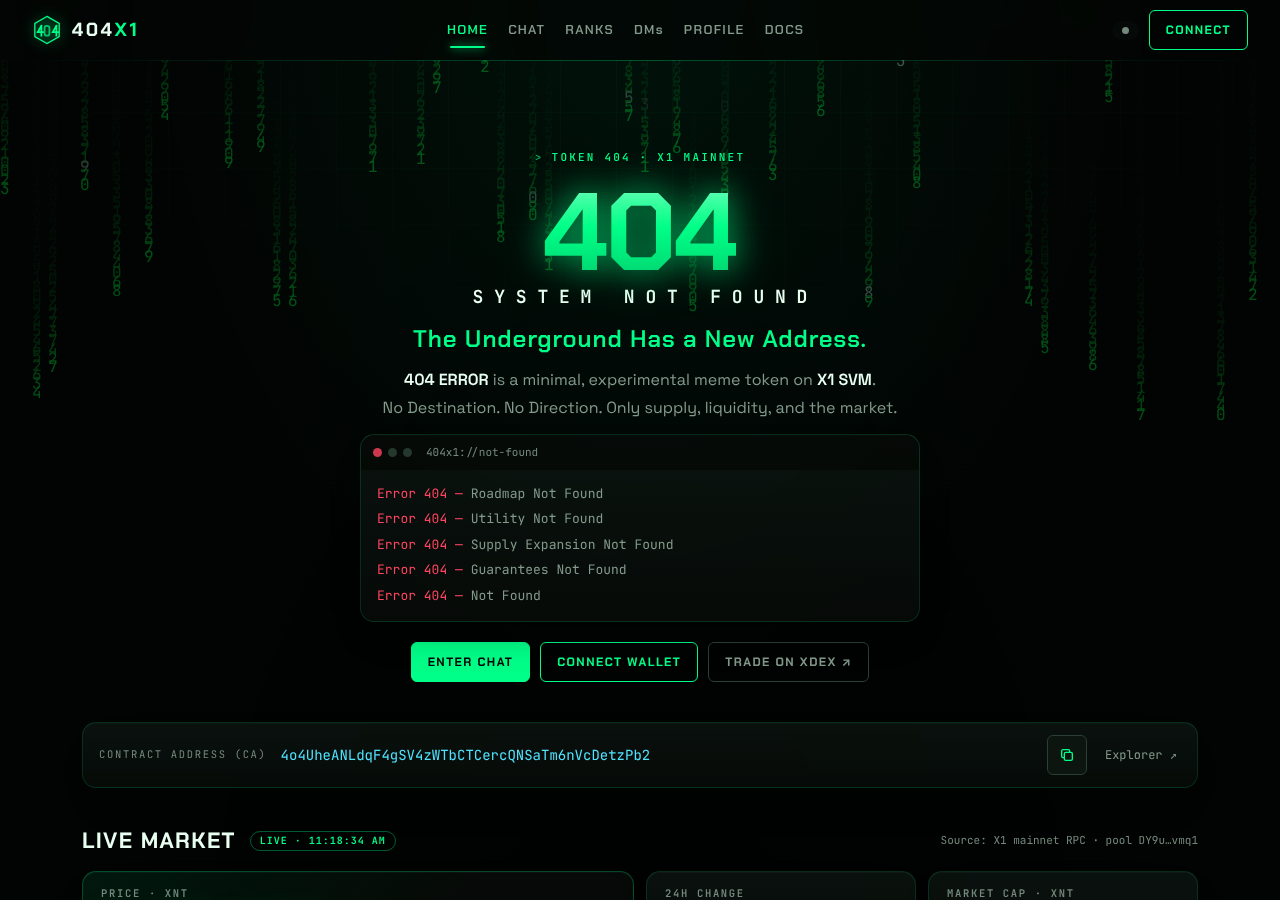 404 404X1
HOME CHAT RANKS DMs PROFILE DOCS
CONNECT
> TOKEN 404 · X1 MAINNET
404
SYSTEM NOT FOUND
The Underground Has a New Address.
404 ERROR is a minimal, experimental meme token on X1 SVM.
No Destination. No Direction. Only supply, liquidity, and the market.
404x1://not-found
Error 404 — Roadmap Not Found
Error 404 — Utility Not Found
Error 404 — Supply Expansion Not Found
Error 404 — Guarantees Not Found
Error 404 — Not Found
ENTER CHAT
CONNECT WALLET
TRADE ON XDEX ↗
CONTRACT ADDRESS (CA) 4o4UheANLdqF4gSV4zWTbCTCercQNSaTm6nVcDetzPb2
Explorer ↗
LIVE MARKET
LIVE · 11:18:34 AM
Source: X1 mainnet RPC · pool DY9u…vmq1
PRICE · XNT
24H CHANGE
MARKET CAP · XNT